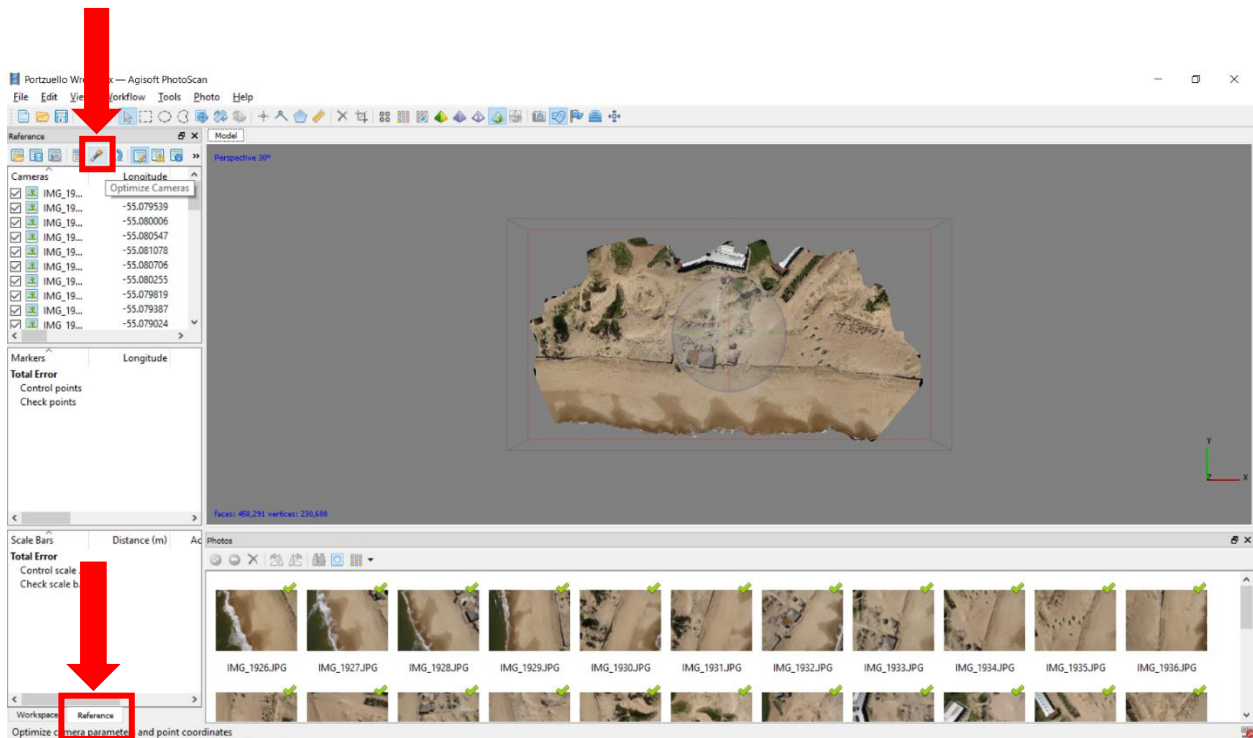 Portzuello Wr x — Agisoft PhotoScan
File Edit View Workflow Tools Photo Help
Reference
Model
Perspective 30°
Cameras Longitude
Optimize Cameras
IMG_19...
IMG_19... -55.079539
IMG_19... -55.080006
IMG_19... -55.080547
IMG_19... -55.081078
IMG_19... -55.080706
IMG_19... -55.080255
IMG_19... -55.079819
IMG_19... -55.079387
IMG_19... -55.079024
Markers Longitude
Total Error
Control points
Check points
Y
Z X
faces: 458,291 vertices: 230,688
Scale Bars Distance (m) Ac
Total Error
Control scale
Check scale b
Photos
IMG_1926.JPG IMG_1927.JPG IMG_1928.JPG IMG_1929.JPG IMG_1930.JPG IMG_1931.JPG IMG_1932.JPG IMG_1933.JPG IMG_1934.JPG IMG_1935.JPG IMG_1936.JPG
Workspace Reference
Optimize camera parameters and point coordinates